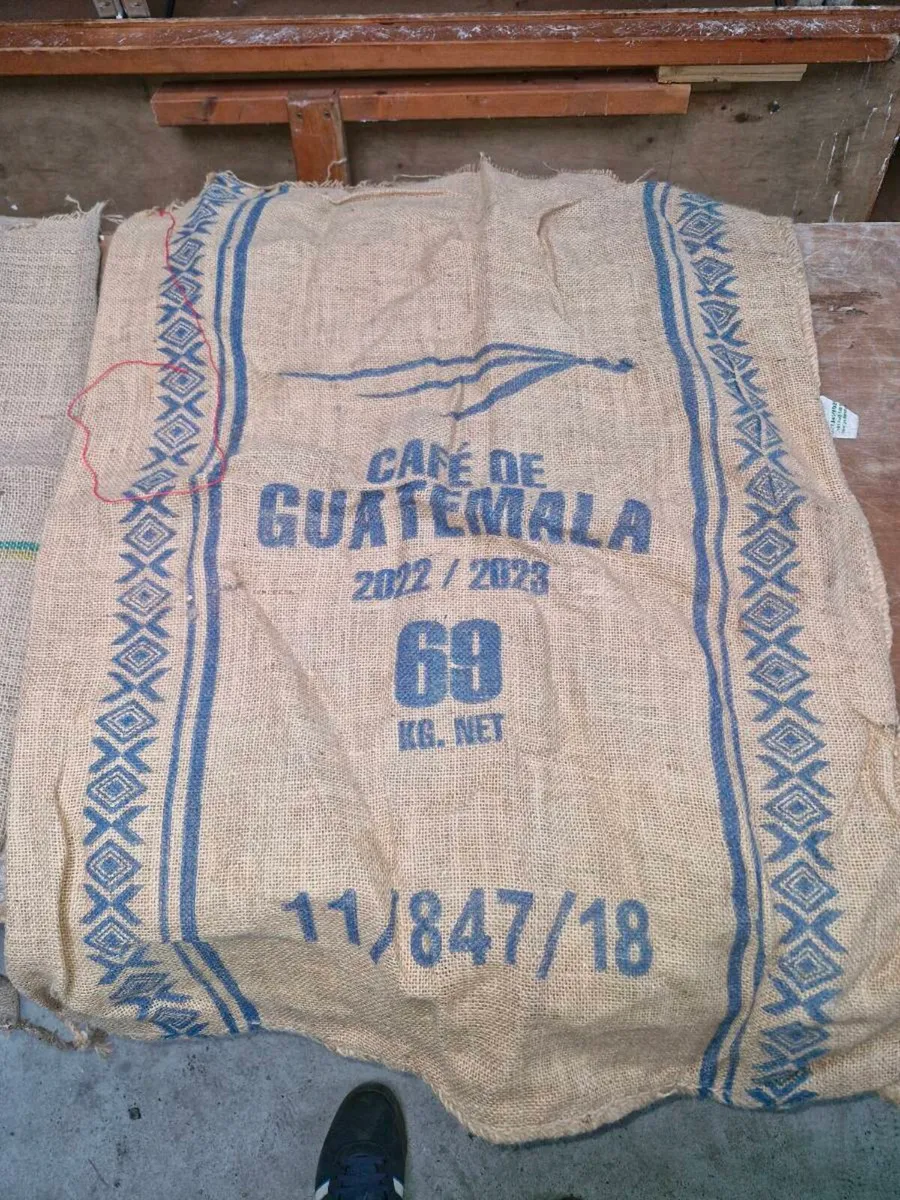 CAFÉ DE
GUATEMALA
2022 / 2023
69
KG. NET
11/847/18